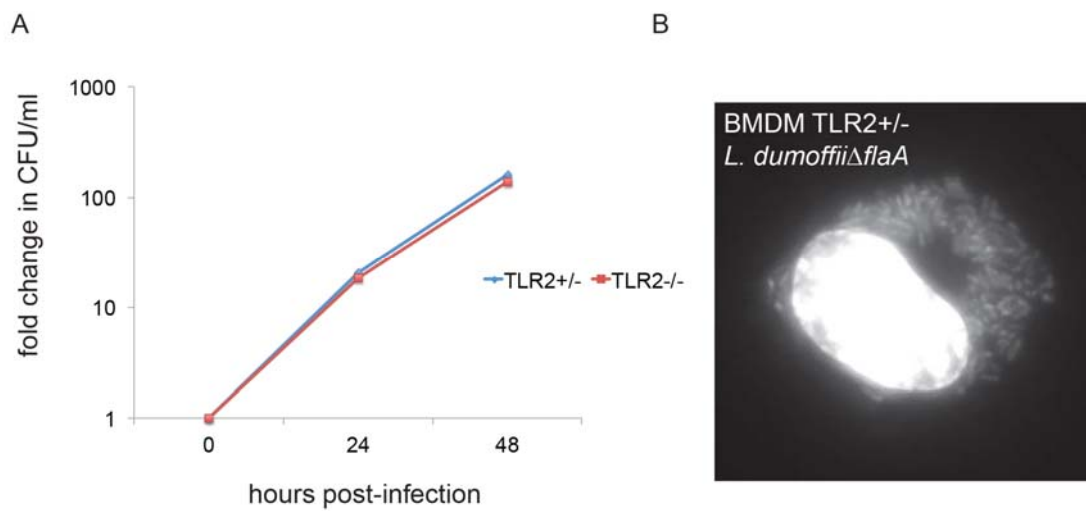 A
fold change in CFU/ml
1000
100
10
1
0 24 48
hours post-infection
TLR2+/- TLR2-/-
B
BMDM TLR2+/-
L. dumoffiiΔflaA